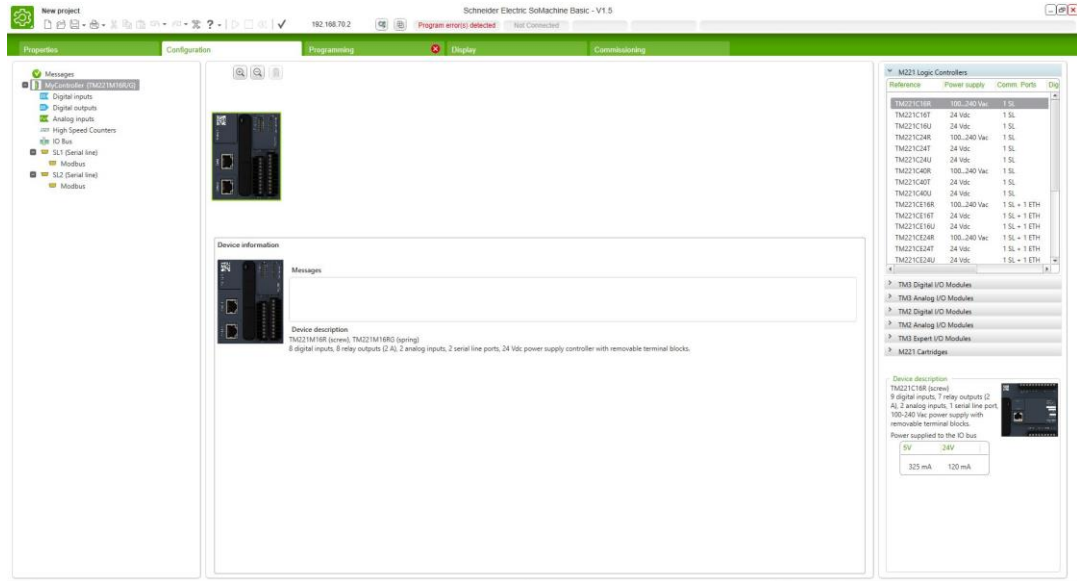 New project
Schneider Electric SoMachine Basic - V1.5
192.168.70.2
Program error(s) detected
Not Connected
Properties
Configuration
Programming
Display
Commissioning
Messages
MyController (TM221M16R/G)
Digital inputs
Digital outputs
Analog inputs
High Speed Counters
IO Bus
SL1 (Serial line)
Modbus
SL2 (Serial line)
Modbus
Device information
Messages
Device description
TM221M16R (screw), TM221M16RG (spring)
8 digital inputs, 8 relay outputs (2 A), 2 analog inputs, 2 serial line ports, 24 Vdc power supply controller with removable terminal blocks.
M221 Logic Controllers
Reference Power supply Comm. Ports Dig
TM221C16R 100...240 Vac 1 SL
TM221C16T 24 Vdc 1 SL
TM221C16U 24 Vdc 1 SL
TM221C24R 100...240 Vac 1 SL
TM221C24T 24 Vdc 1 SL
TM221C24U 24 Vdc 1 SL
TM221C40R 100...240 Vac 1 SL
TM221C40T 24 Vdc 1 SL
TM221C40U 24 Vdc 1 SL
TM221CE16R 100...240 Vac 1 SL + 1 ETH
TM221CE16T 24 Vdc 1 SL + 1 ETH
TM221CE16U 24 Vdc 1 SL + 1 ETH
TM221CE24R 100...240 Vac 1 SL + 1 ETH
TM221CE24T 24 Vdc 1 SL + 1 ETH
TM221CE24U 24 Vdc 1 SL + 1 ETH
TM3 Digital I/O Modules
TM3 Analog I/O Modules
TM2 Digital I/O Modules
TM2 Analog I/O Modules
TM3 Expert I/O Modules
M221 Cartridges
Device description
TM221C16R (screw)
9 digital inputs, 7 relay outputs (2
A), 2 analog inputs, 1 serial line port,
100-240 Vac power supply with
removable terminal blocks.
Power supplied to the IO bus
5V 24V
325 mA 120 mA